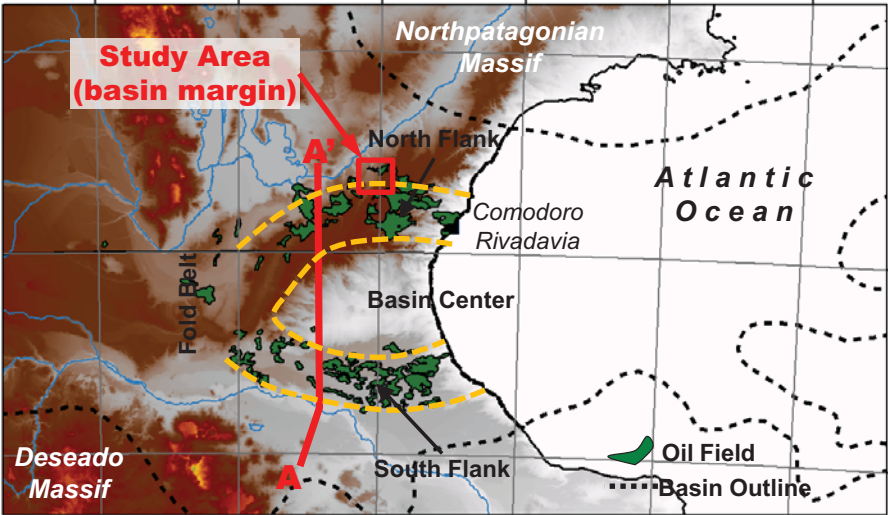 Northpatagonian
Massif
Study Area
(basin margin)
A'
North Flank
Atlantic
Ocean
Comodoro
Rivadavia
Fold Belt
Basin Center
Deseado
Massif
A
South Flank
Oil Field
Basin Outline